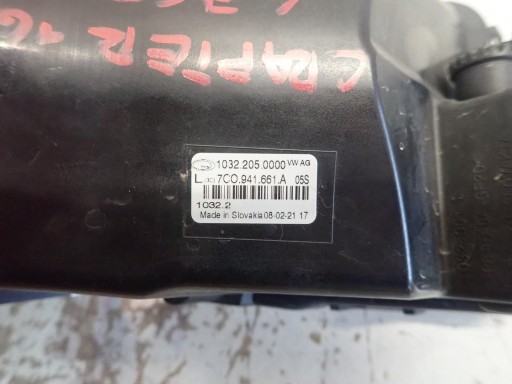 CRAPTER 16
1032.205.0000 VW AG
L 7C0.941.661.A 05S
1032.2
Made in Slovakia 08-02-21 17